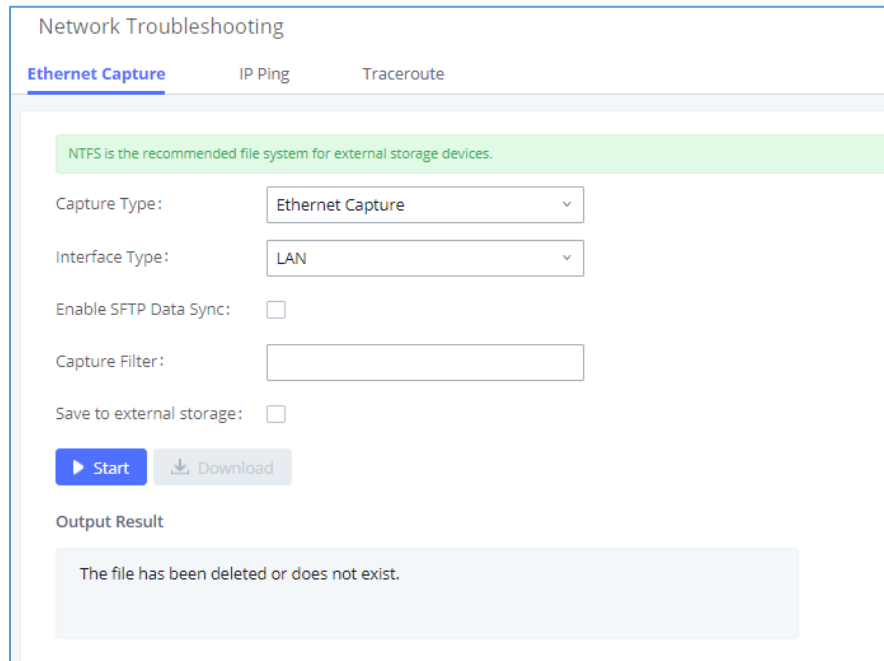 Network Troubleshooting
Ethernet Capture IP Ping Traceroute
NTFS is the recommended file system for external storage devices.
Capture Type: Ethernet Capture
Interface Type: LAN
Enable SFTP Data Sync:
Capture Filter:
Save to external storage:
Start Download
Output Result
The file has been deleted or does not exist.